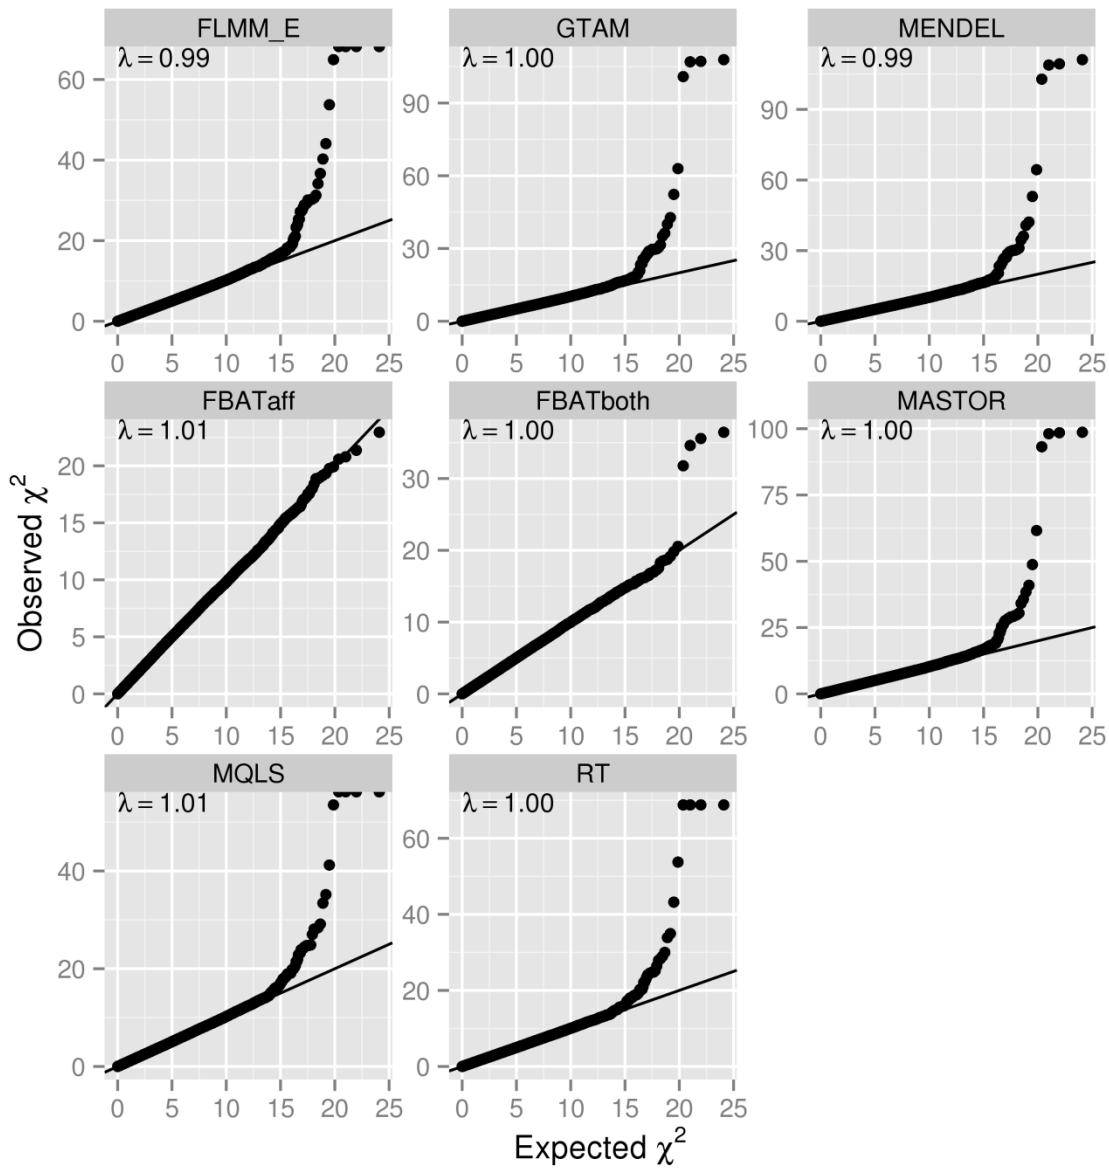 FLMM_E
GTAM
MENDEL
λ = 0.99
λ = 1.00
λ = 0.99
60
40
20
0
90
60
30
0
90
60
30
0
0 5 10 15 20 25
0 5 10 15 20 25
0 5 10 15 20 25
FBATaff
FBATboth
MASTOR
λ = 1.01
λ = 1.00
λ = 1.00
20
15
10
5
0
30
20
10
0
100
75
50
25
0
0 5 10 15 20 25
0 5 10 15 20 25
0 5 10 15 20 25
Observed χ²
MQLS
RT
λ = 1.01
λ = 1.00
40
20
0
60
40
20
0
0 5 10 15 20 25
0 5 10 15 20 25
Expected χ²